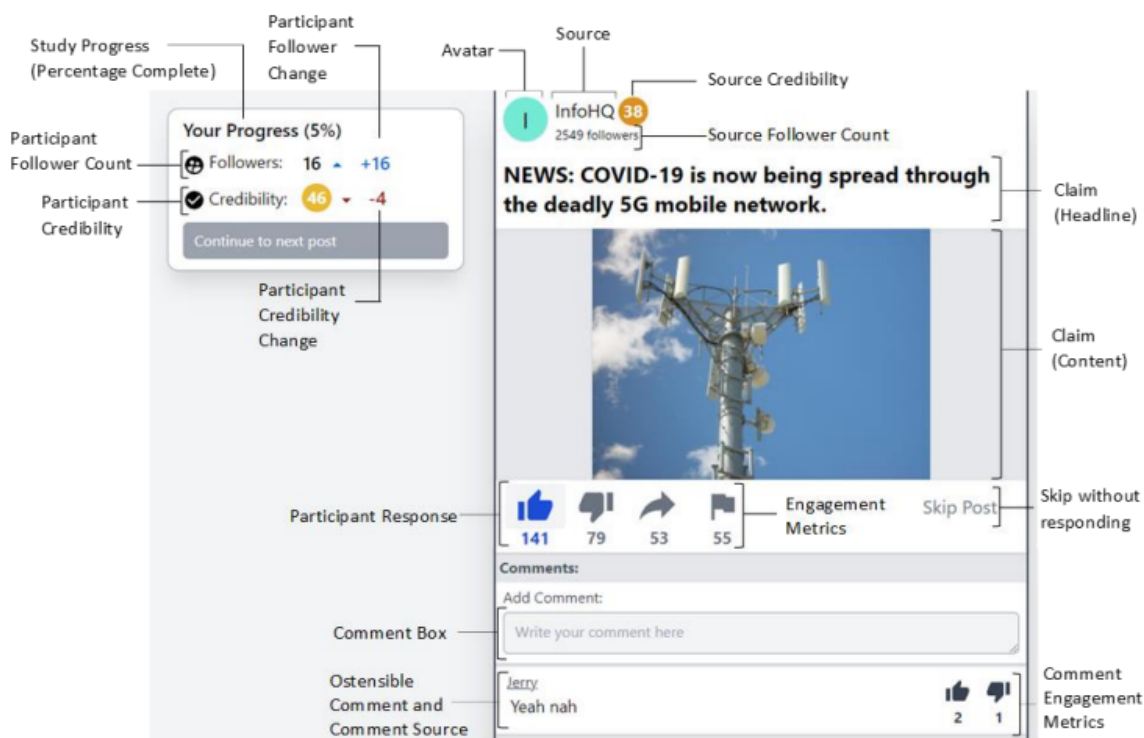 Participant
Follower
Change
Study Progress
(Percentage Complete)
Source
Avatar
Source Credibility
I
InfoHQ 38
2549 followers
Source Follower Count
Your Progress (5%)
Participant
Follower Count
Followers: 16 +16
Participant
Credibility
Credibility: 46 -4
Continue to next post
Participant
Credibility
Change
NEWS: COVID-19 is now being spread through
the deadly 5G mobile network.
Claim
(Headline)
Claim
(Content)
Participant Response
141 79 53 55
Engagement
Metrics
Skip Post
Skip without
responding
Comments:
Add Comment:
Comment Box
Write your comment here
Ostensible
Comment and
Comment Source
Jerry
Yeah nah
2 1
Comment
Engagement
Metrics